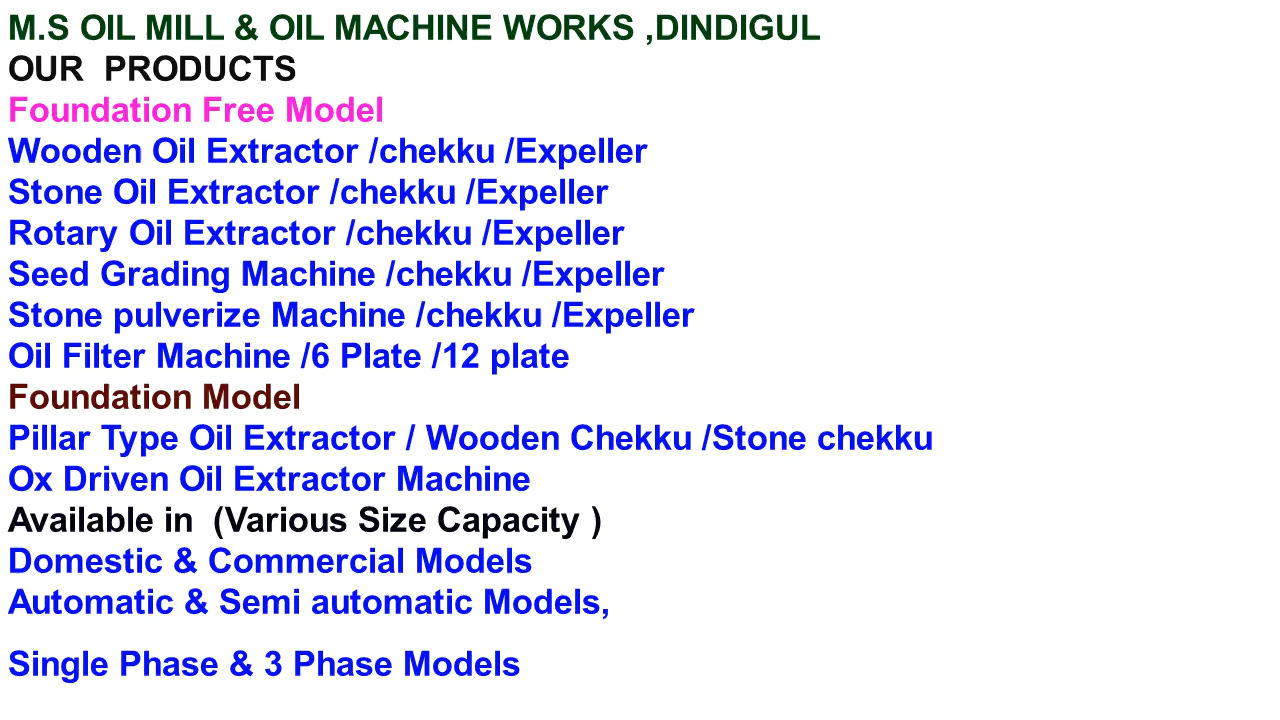 M.S OIL MILL & OIL MACHINE WORKS ,DINDIGUL
OUR  PRODUCTS
Foundation Free Model
Wooden Oil Extractor /chekku /Expeller
Stone Oil Extractor /chekku /Expeller
Rotary Oil Extractor /chekku /Expeller
Seed Grading Machine /chekku /Expeller
Stone pulverize Machine /chekku /Expeller
Oil Filter Machine /6 Plate /12 plate
Foundation Model
Pillar Type Oil Extractor / Wooden Chekku /Stone chekku
Ox Driven Oil Extractor Machine
Available in  (Various Size Capacity )
Domestic & Commercial Models
Automatic & Semi automatic Models,
Single Phase & 3 Phase Models